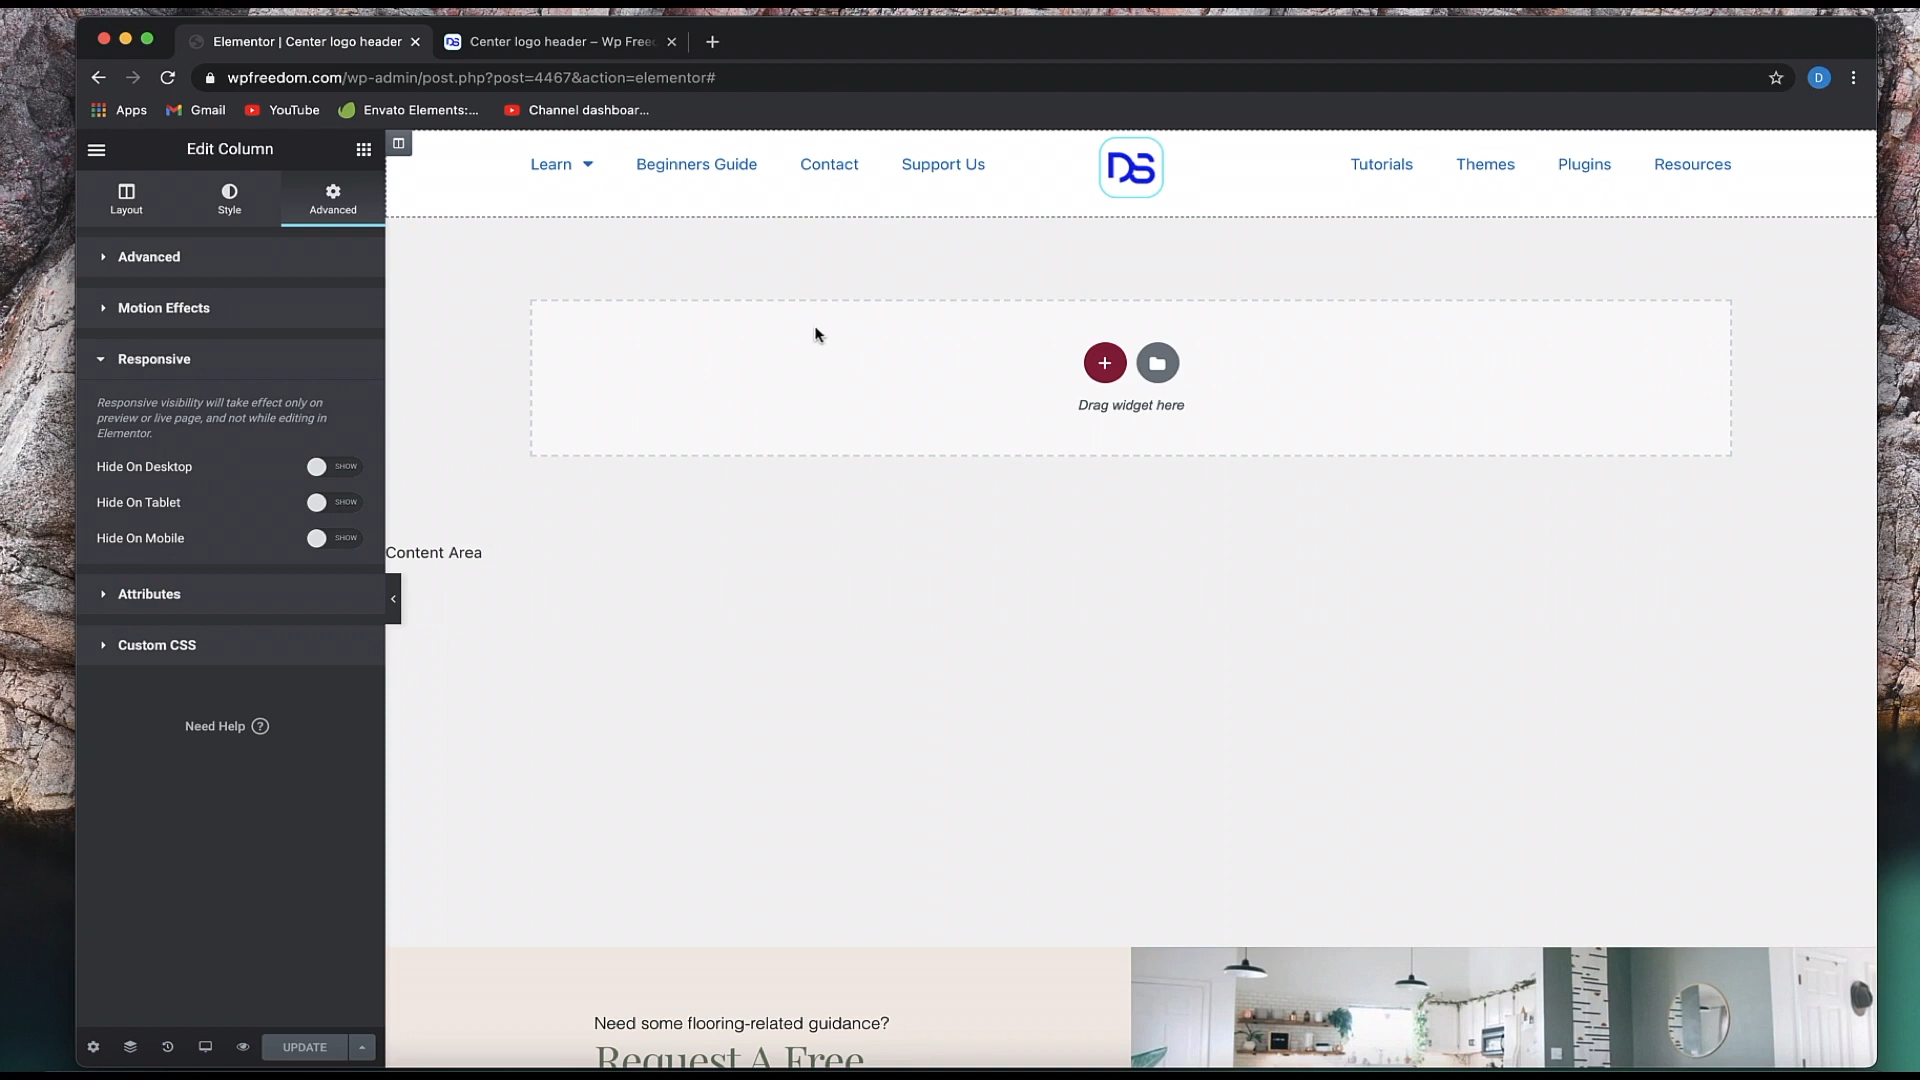 Elementor | Center logo header
Center logo header – Wp Free
wpfreedom.com/wp-admin/post.php?post=4467&action=elementor#
D
Apps
Gmail
YouTube
Envato Elements:...
Channel dashboar...
Edit Column
Layout
Style
Advanced
Learn
Beginners Guide
Contact
Support Us
DS
Tutorials
Themes
Plugins
Resources
Advanced
Motion Effects
Responsive
Responsive visibility will take effect only on
preview or live page, and not while editing in
Elementor.
Hide On Desktop
SHOW
Hide On Tablet
SHOW
Hide On Mobile
SHOW
Attributes
Custom CSS
Need Help ?
Drag widget here
Content Area
Need some flooring-related guidance?
Request A Free
UPDATE